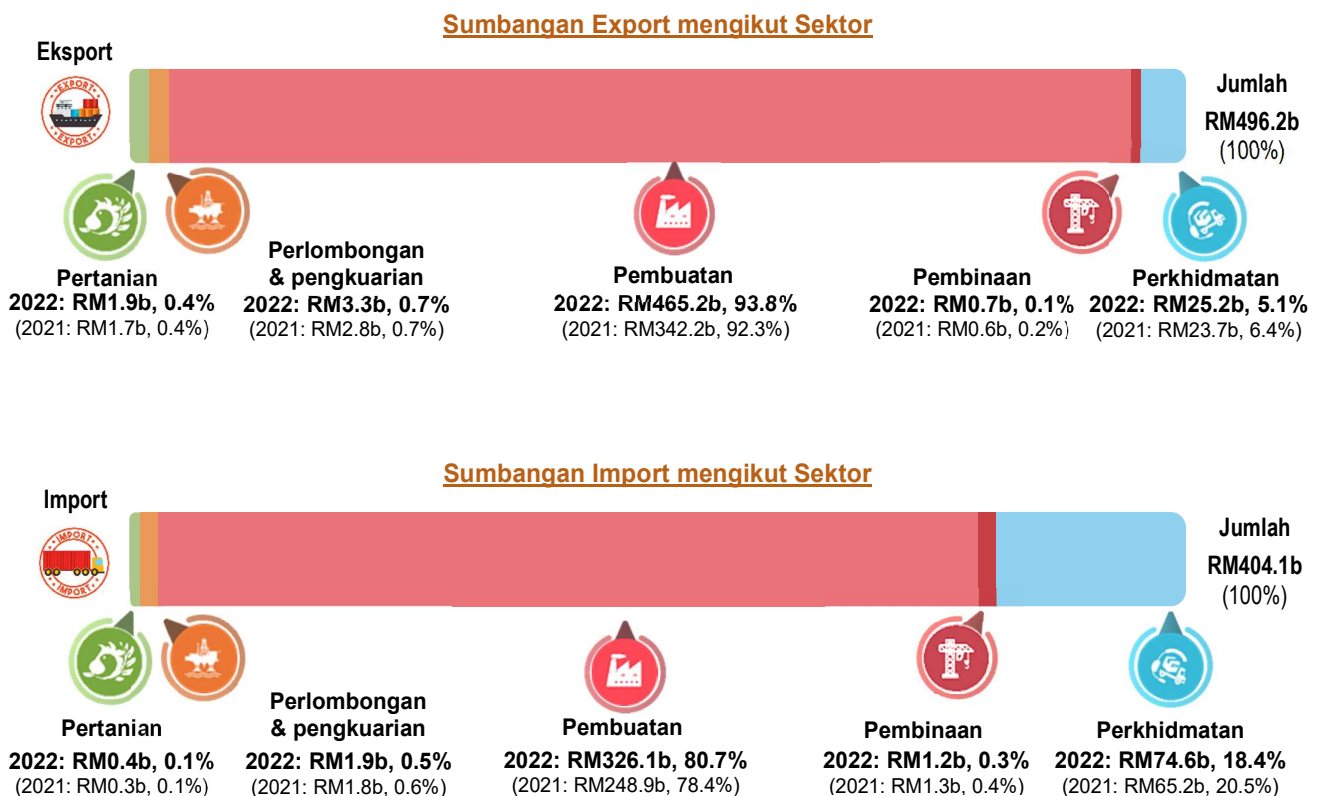 Sumbangan Export mengikut Sektor
Eksport
EXPORT
EXPORT
Jumlah
RM496.2b
(100%)
Pertanian
2022: RM1.9b, 0.4%
(2021: RM1.7b, 0.4%)
Perlombongan
& pengkuarian
2022: RM3.3b, 0.7%
(2021: RM2.8b, 0.7%)
Pembuatan
2022: RM465.2b, 93.8%
(2021: RM342.2b, 92.3%)
Pembinaan
2022: RM0.7b, 0.1%
(2021: RM0.6b, 0.2%)
Perkhidmatan
2022: RM25.2b, 5.1%
(2021: RM23.7b, 6.4%)
Sumbangan Import mengikut Sektor
Import
IMPORT
IMPORT
Jumlah
RM404.1b
(100%)
Pertanian
2022: RM0.4b, 0.1%
(2021: RM0.3b, 0.1%)
Perlombongan
& pengkuarian
2022: RM1.9b, 0.5%
(2021: RM1.8b, 0.6%)
Pembuatan
2022: RM326.1b, 80.7%
(2021: RM248.9b, 78.4%)
Pembinaan
2022: RM1.2b, 0.3%
(2021: RM1.3b, 0.4%)
Perkhidmatan
2022: RM74.6b, 18.4%
(2021: RM65.2b, 20.5%)